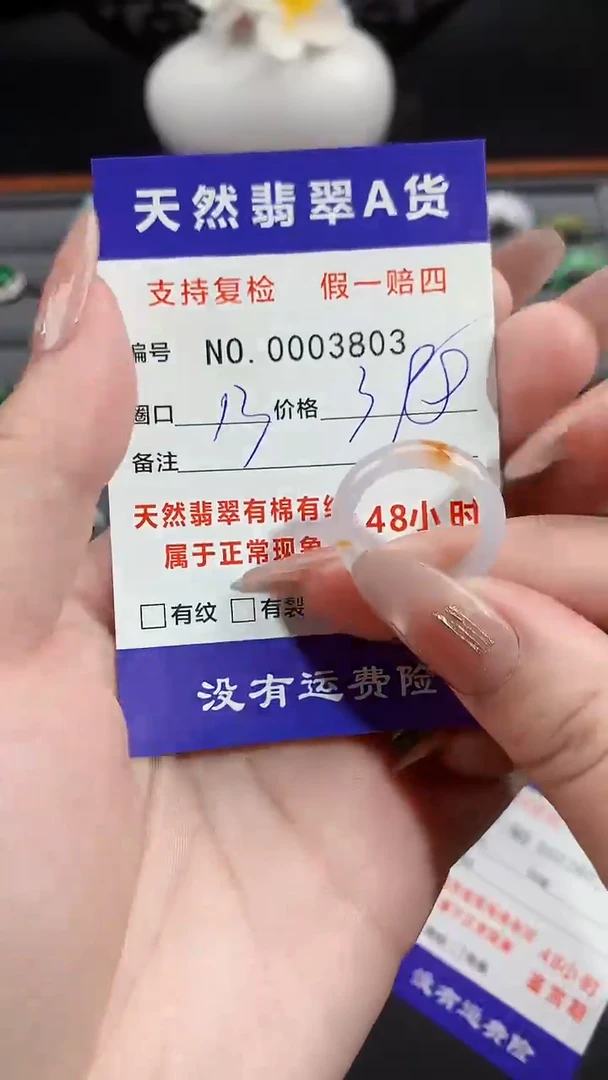 天然翡翠A货
支持复检 假一赔四
编号 NO.0003803
圈口 13 价格
备注
天然翡翠有棉有纹 48小时
属于正常现象
□有纹 □有裂
没有运费险
48小时
没有运费险